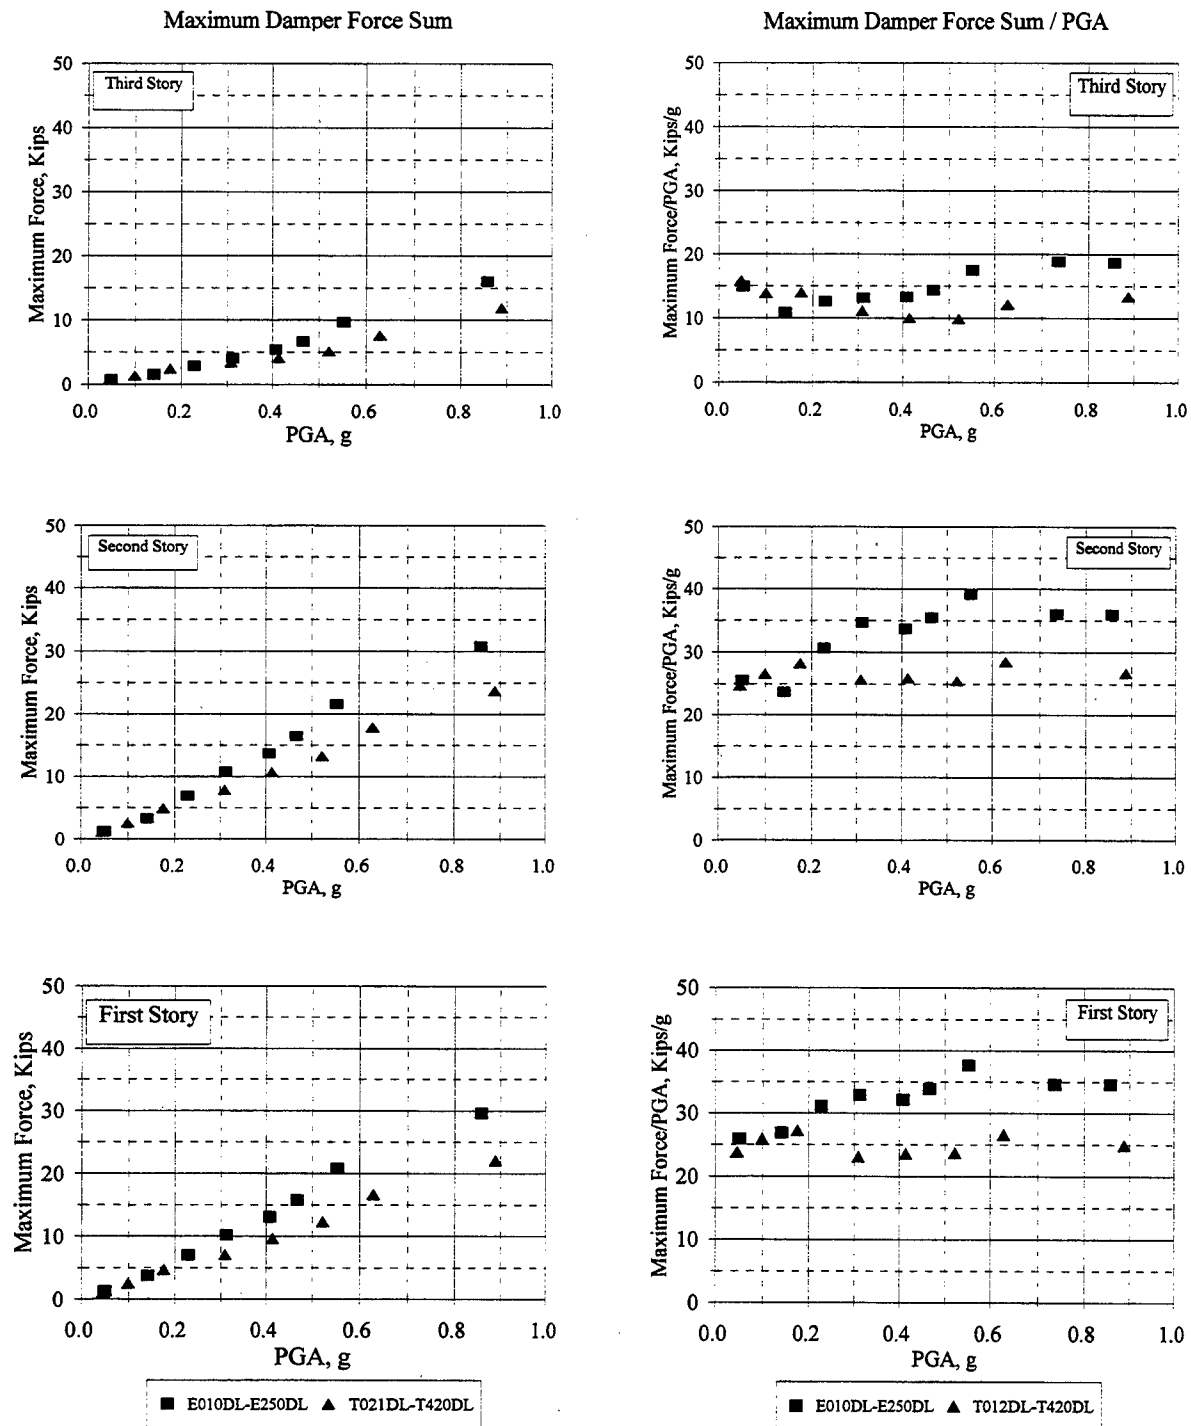 Maximum Damper Force Sum
Third Story
Maximum Force, Kips
50
40
30
20
10
0
0.0 0.2 0.4 0.6 0.8 1.0
PGA, g
Maximum Damper Force Sum / PGA
Third Story
Maximum Force/PGA, Kips/g
50
40
30
20
10
0
0.0 0.2 0.4 0.6 0.8 1.0
PGA, g
Second Story
Maximum Force, Kips
50
40
30
20
10
0
0.0 0.2 0.4 0.6 0.8 1.0
PGA, g
Second Story
Maximum Force/PGA, Kips/g
50
40
30
20
10
0
0.0 0.2 0.4 0.6 0.8 1.0
PGA, g
First Story
Maximum Force, Kips
50
40
30
20
10
0
0.0 0.2 0.4 0.6 0.8 1.0
PGA, g
E010DL-E250DL T021DL-T420DL
First Story
Maximum Force/PGA, Kips/g
50
40
30
20
10
0
0.0 0.2 0.4 0.6 0.8 1.0
PGA, g
E010DL-E250DL T012DL-T420DL